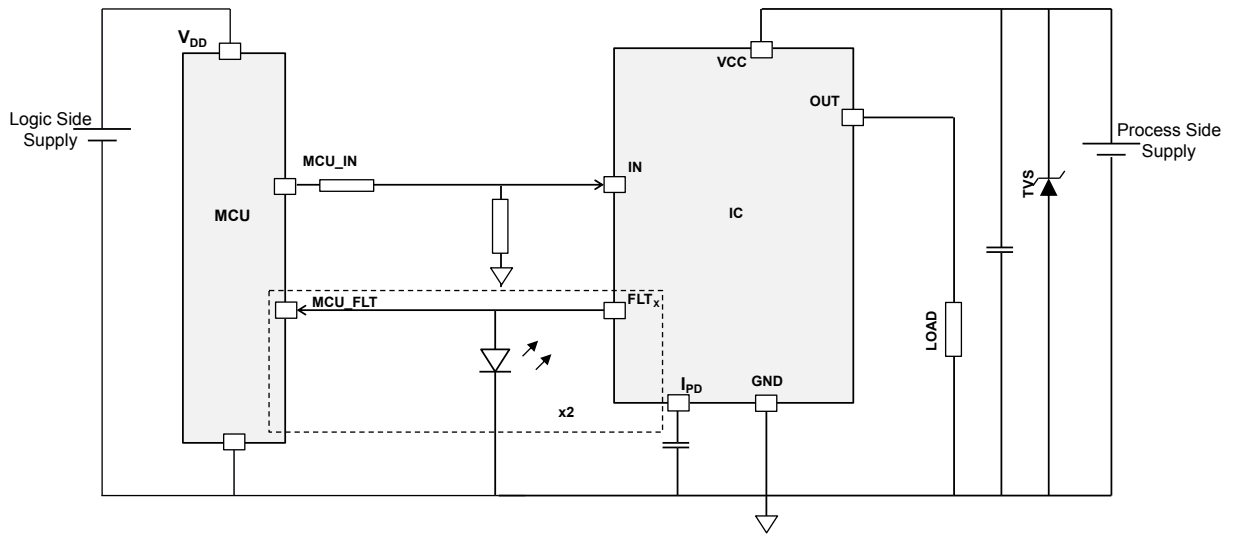 V_DD
VCC
OUT
Logic Side
Supply
Process Side
Supply
MCU_IN
IN
TVS
MCU
IC
MCU_FLT
FLT_X
LOAD
I_PD
GND
x2